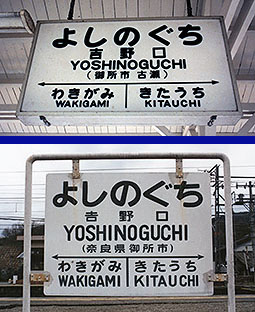 よしのぐち
吉野口
YOSHINOGUCHI
(御所市 古瀬)
わきがみ きたうち
WAKIGAMI KITAUCHI
よしのぐち
吉野口
YOSHINOGUCHI
(奈良県御所市)
わきがみ きたうち
WAKIGAMI KITAUCHI